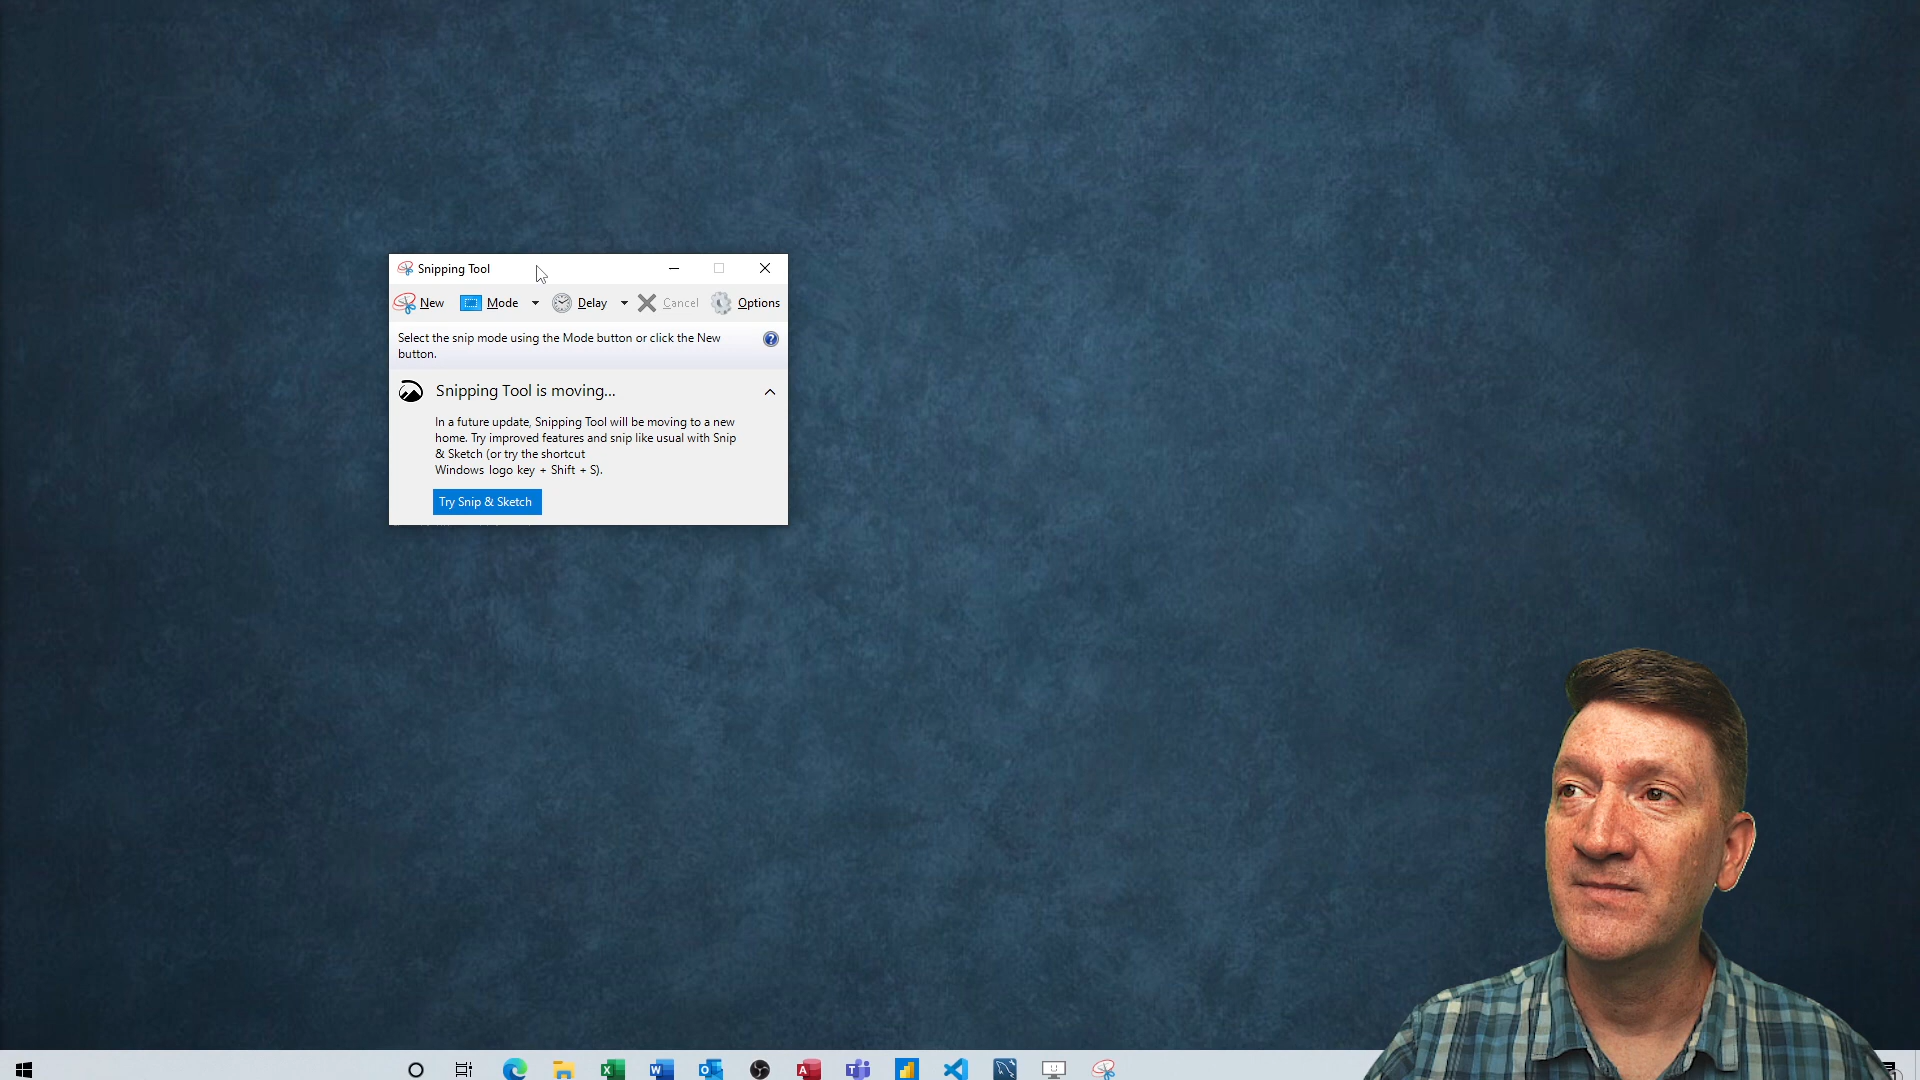 Snipping Tool
New Mode Delay Cancel Options
Select the snip mode using the Mode button or click the New
button.
Snipping Tool is moving...
In a future update, Snipping Tool will be moving to a new
home. Try improved features and snip like usual with Snip
& Sketch (or try the shortcut
Windows logo key + Shift + S).
Try Snip & Sketch